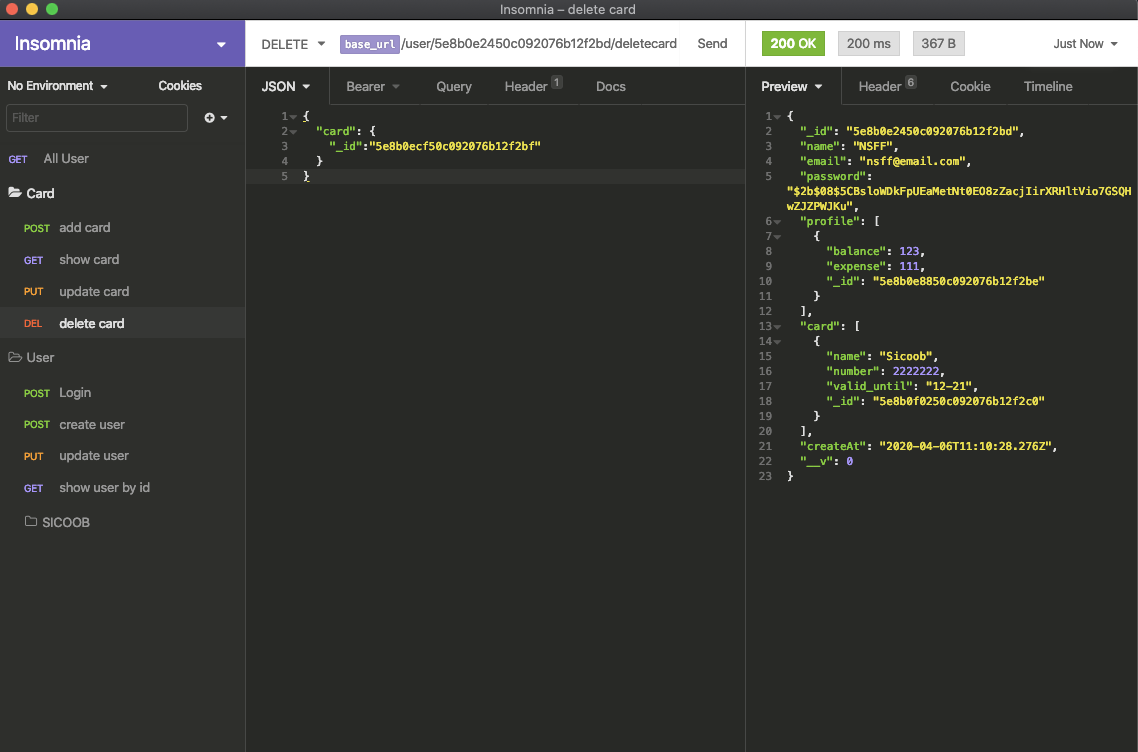 Insomnia – delete card
Insomnia
DELETE base_url/user/5e8b0e2450c092076b12f2bd/deletecard Send
200 OK 200 ms 367 B Just Now
No Environment Cookies
Filter
GET All User
Card
POST add card
GET show card
PUT update card
DEL delete card
User
POST Login
POST create user
PUT update user
GET show user by id
SICOOB
JSON Bearer Query Header 1 Docs
1 {
2 "card": {
3 "_id":"5e8b0ecf50c092076b12f2bf"
4 }
5 }
Preview Header 6 Cookie Timeline
1 {
2 "_id": "5e8b0e2450c092076b12f2bd",
3 "name": "NSFF",
4 "email": "nsff@email.com",
5 "password":
"$2b$08$5CBsloWDkFpUEaMetNt0EO8zZacjIirXRHltVio7GSQH
wZJZPWJKu",
6 "profile": [
7 {
8 "balance": 123,
9 "expense": 111,
10 "_id": "5e8b0e8850c092076b12f2be"
11 }
12 ],
13 "card": [
14 {
15 "name": "Sicoob",
16 "number": 2222222,
17 "valid_until": "12-21",
18 "_id": "5e8b0f0250c092076b12f2c0"
19 }
20 ],
21 "createAt": "2020-04-06T11:10:28.276Z",
22 "__v": 0
23 }